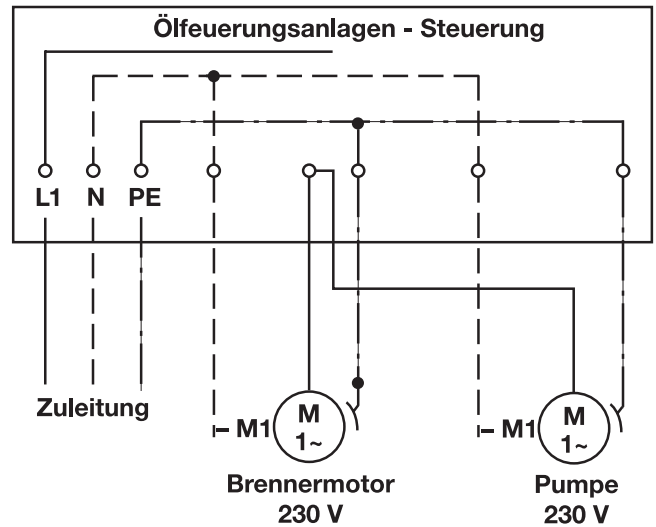 Ölfeuerungsanlagen - Steuerung
L1 N PE
Zuleitung
- M1 M 1~
- M1 M 1~
Brennermotor
230 V
Pumpe
230 V